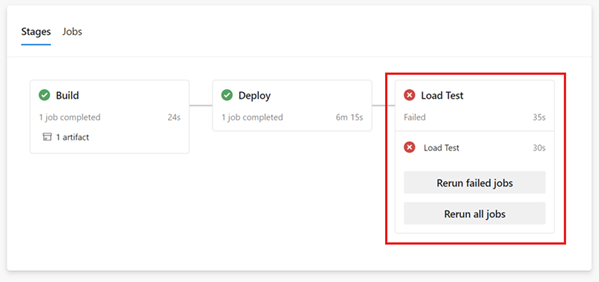 Stages Jobs
Build
1 job completed 24s
1 artifact
Deploy
1 job completed 6m 15s
Load Test
Failed 35s
Load Test 30s
Rerun failed jobs
Rerun all jobs